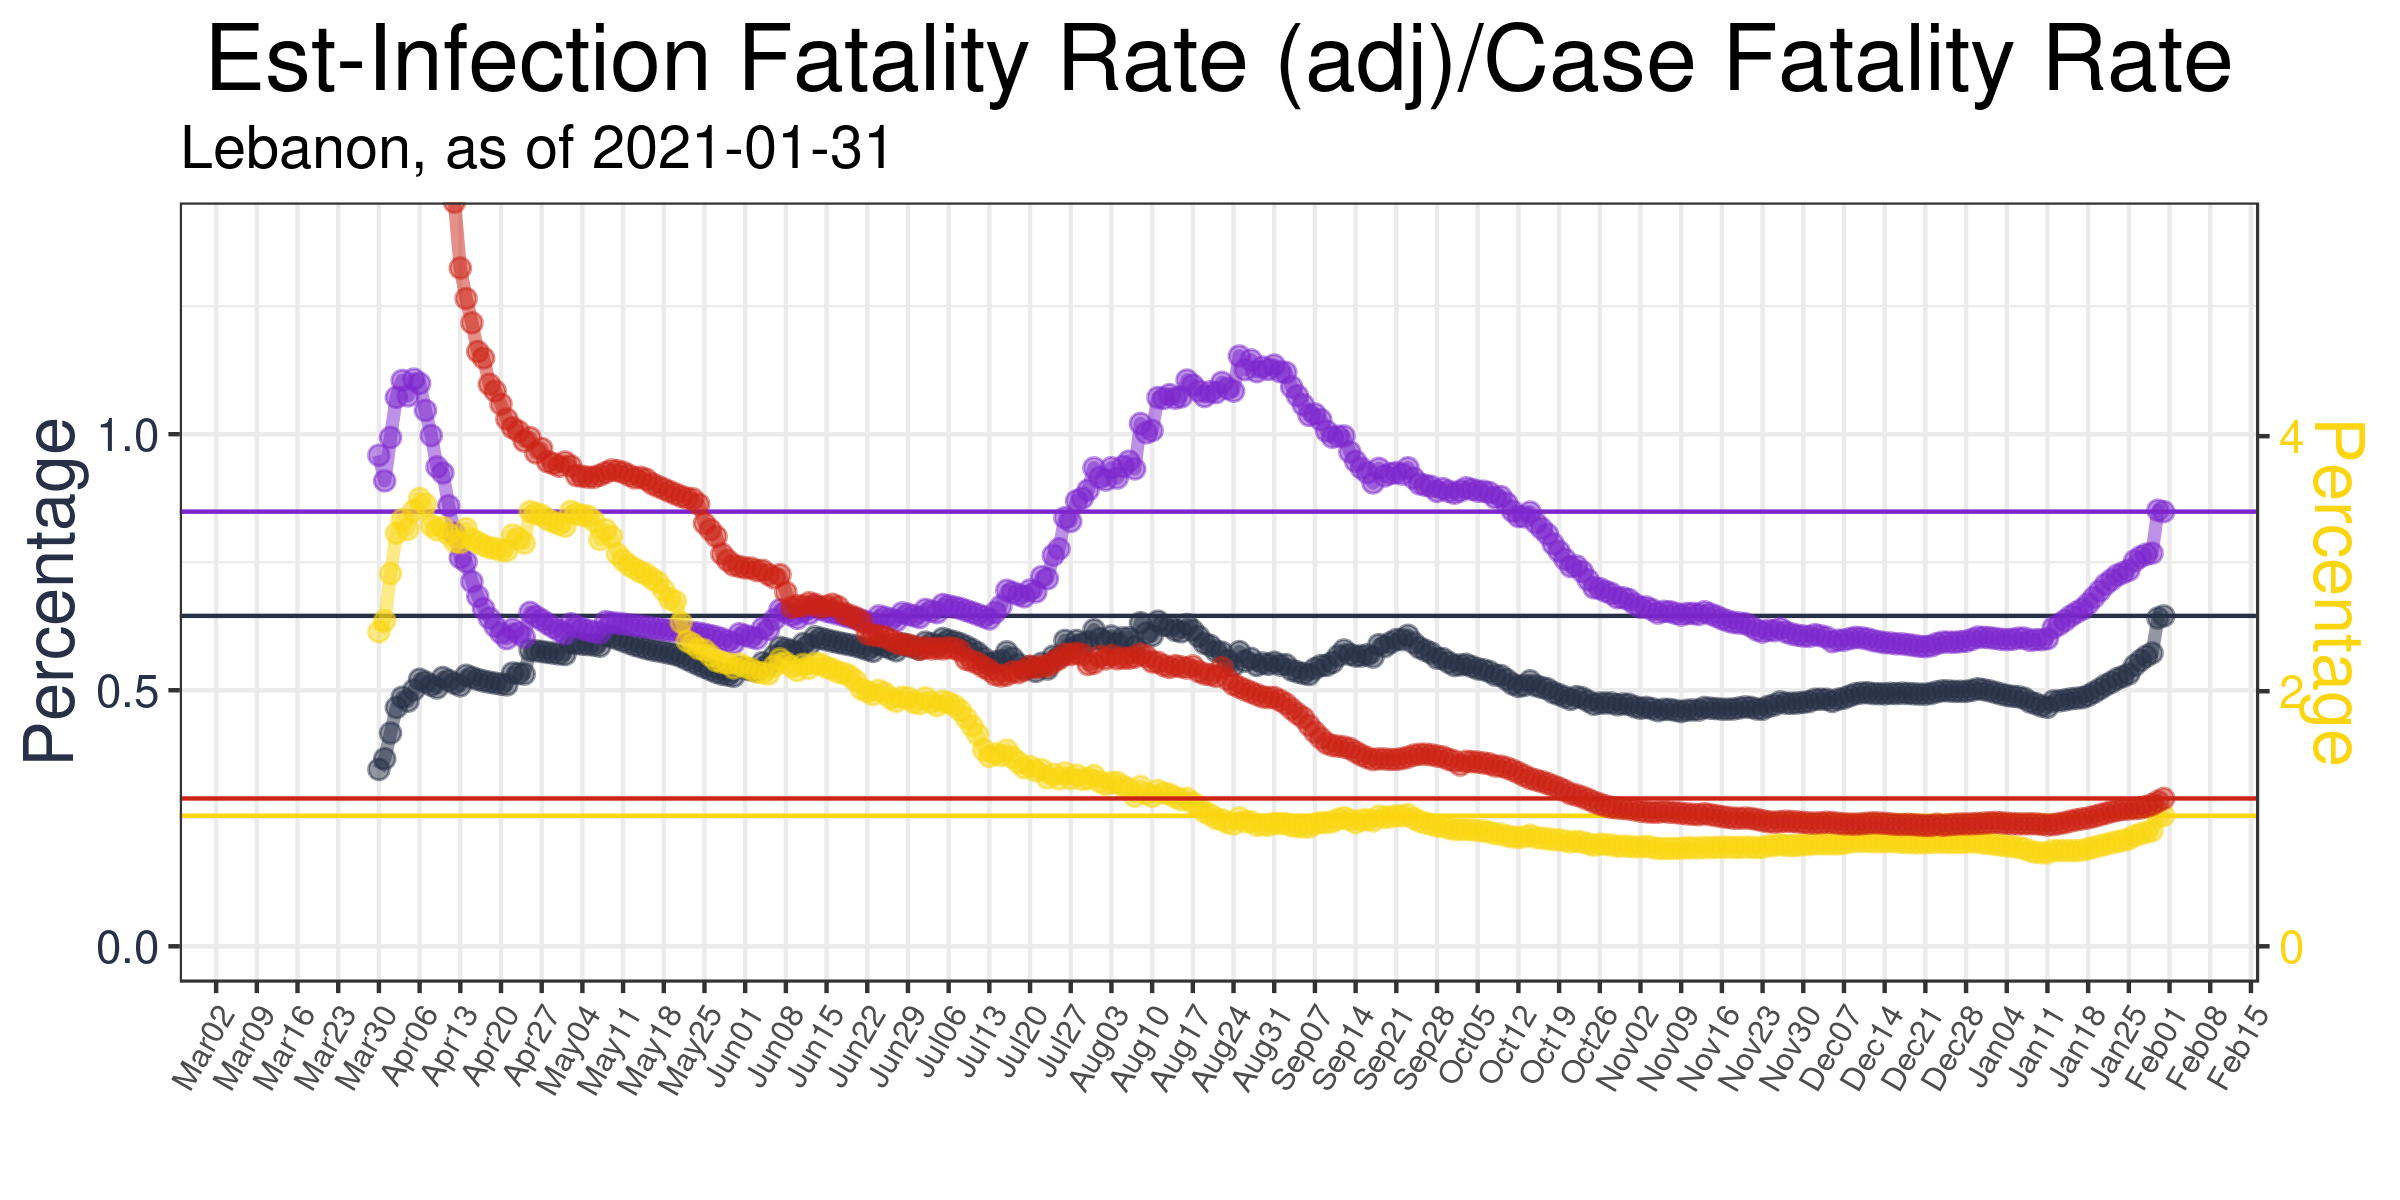 Est-Infection Fatality Rate (adj)/Case Fatality Rate
Lebanon, as of 2021-01-31
Percentage
1.0
0.5
0.0
4
2
0
Percentage
Mar02
Mar09
Mar16
Mar23
Mar30
Apr06
Apr13
Apr20
Apr27
May04
May11
May18
May25
Jun01
Jun08
Jun15
Jun22
Jun29
Jul06
Jul13
Jul20
Jul27
Aug03
Aug10
Aug17
Aug24
Aug31
Sep07
Sep14
Sep21
Sep28
Oct05
Oct12
Oct19
Oct26
Nov02
Nov09
Nov16
Nov23
Nov30
Dec07
Dec14
Dec21
Dec28
Jan04
Jan11
Jan18
Jan25
Feb01
Feb08
Feb15